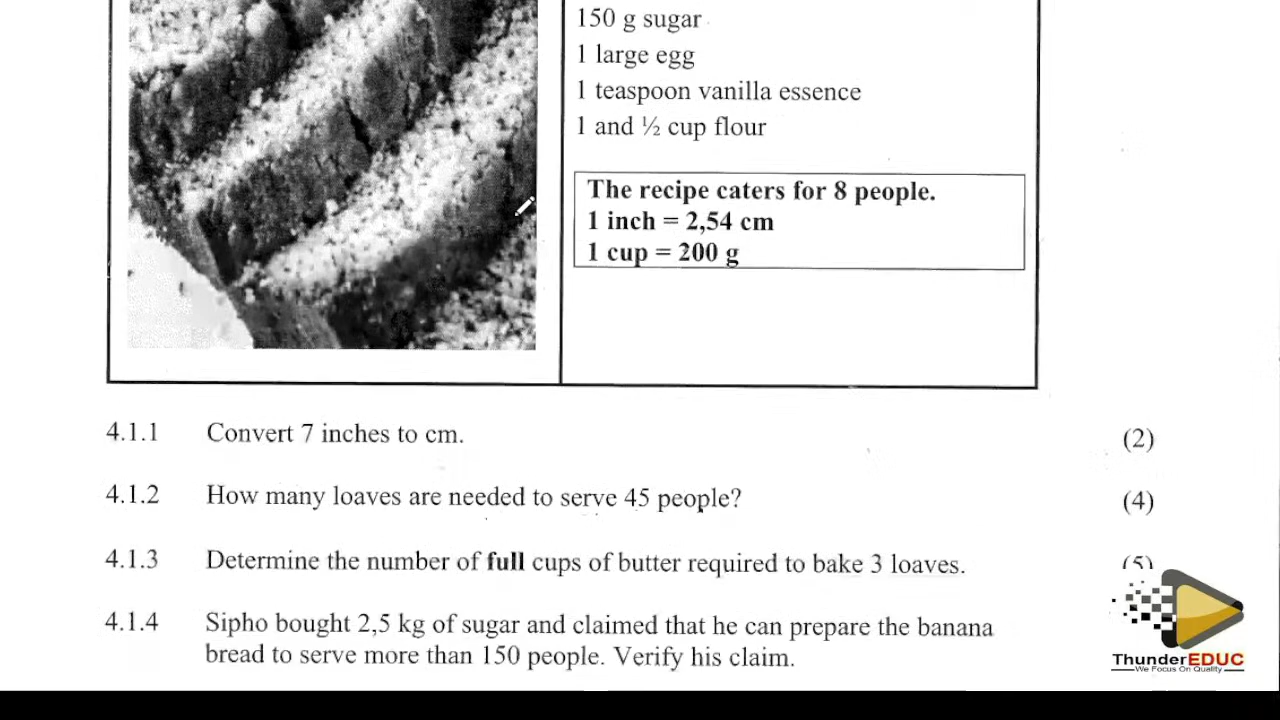 150 g sugar
1 large egg
1 teaspoon vanilla essence
1 and ½ cup flour
The recipe caters for 8 people.
1 inch = 2,54 cm
1 cup = 200 g
4.1.1 Convert 7 inches to cm. (2)
4.1.2 How many loaves are needed to serve 45 people? (4)
4.1.3 Determine the number of full cups of butter required to bake 3 loaves. (5)
4.1.4 Sipho bought 2,5 kg of sugar and claimed that he can prepare the banana
bread to serve more than 150 people. Verify his claim.
ThunderEDUC
We Focus On Quality